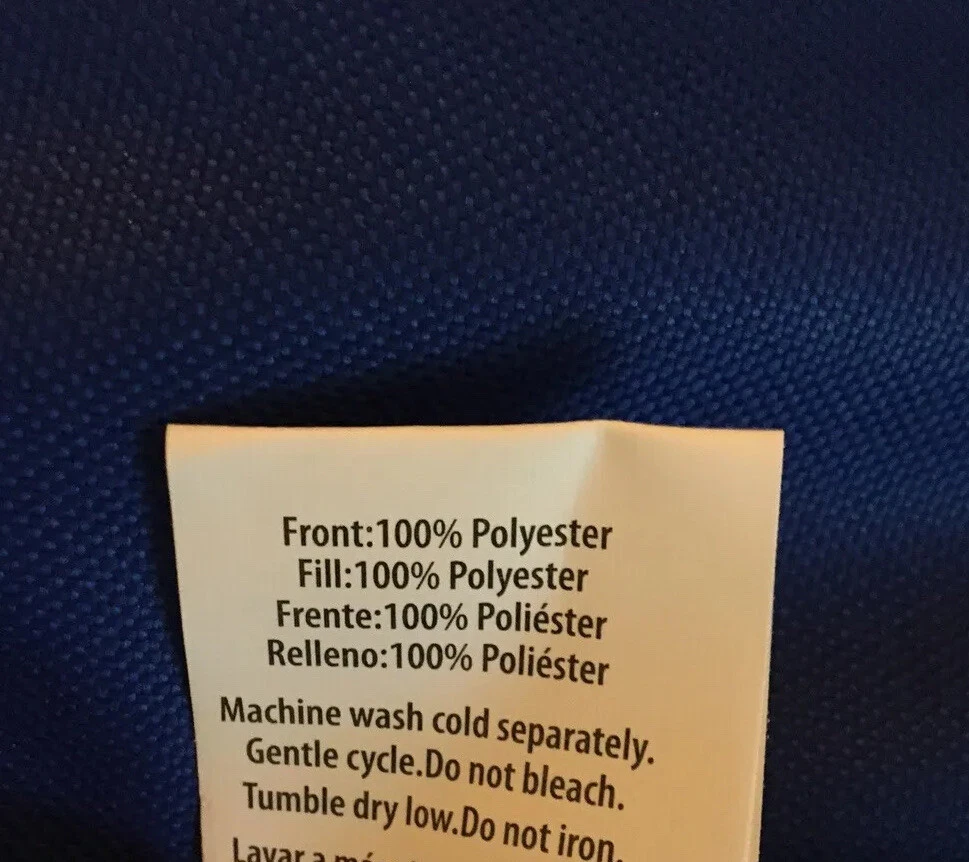 Front:100% Polyester
Fill:100% Polyester
Frente:100% Poliéster
Relleno:100% Poliéster
Machine wash cold separately.
Gentle cycle.Do not bleach.
Tumble dry low.Do not iron.
Lavar a